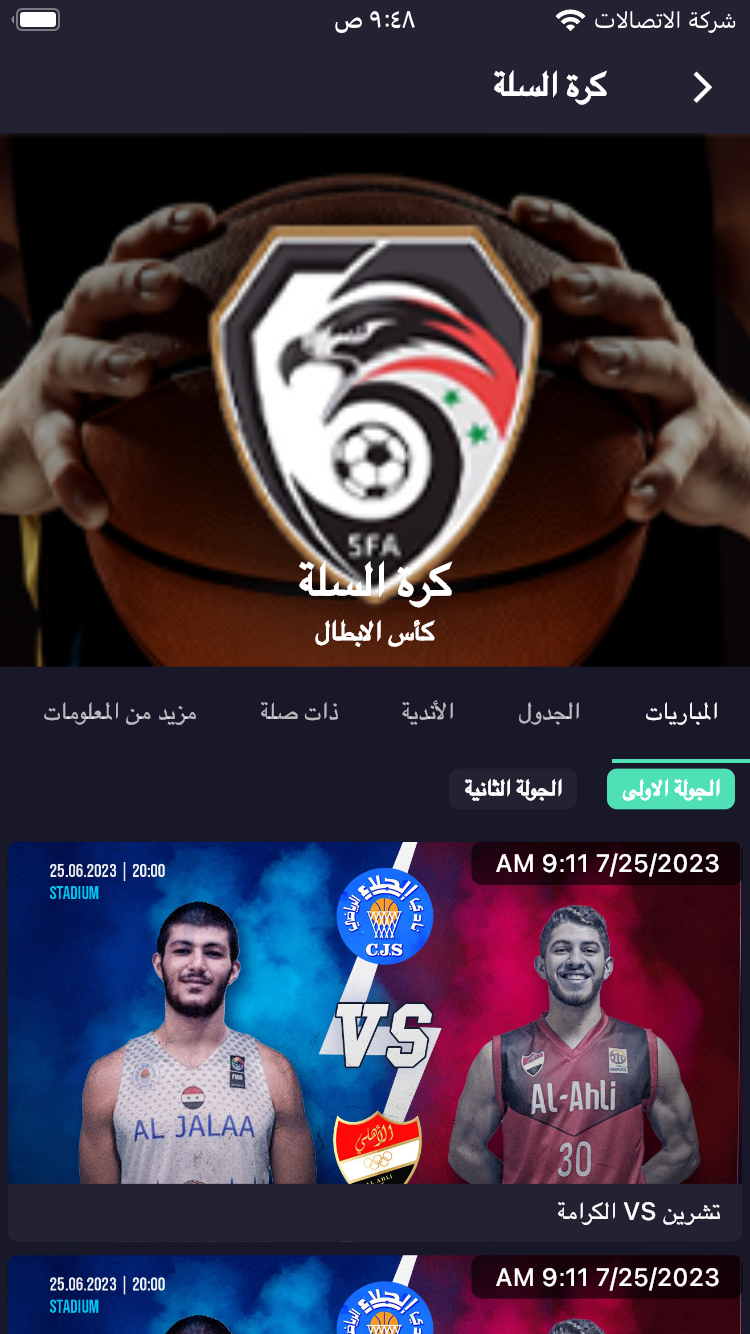 شركة الاتصالات ٩:٤٨ ص
كرة السلة
SFA
كرة السلة
كأس الابطال
المباريات الجدول الأندية ذات صلة مزيد من المعلومات
الجولة الاولى الجولة الثانية
7/25/2023 9:11 AM
25.06.2023 | 20:00
STADIUM
نادي الجلاء الرياضي
C.J.S
VS
AL JALAA
AL-Ahli
30
الأهلي
AL AHLI
تشرين VS الكرامة
7/25/2023 9:11 AM
25.06.2023 | 20:00
STADIUM
الجلاء